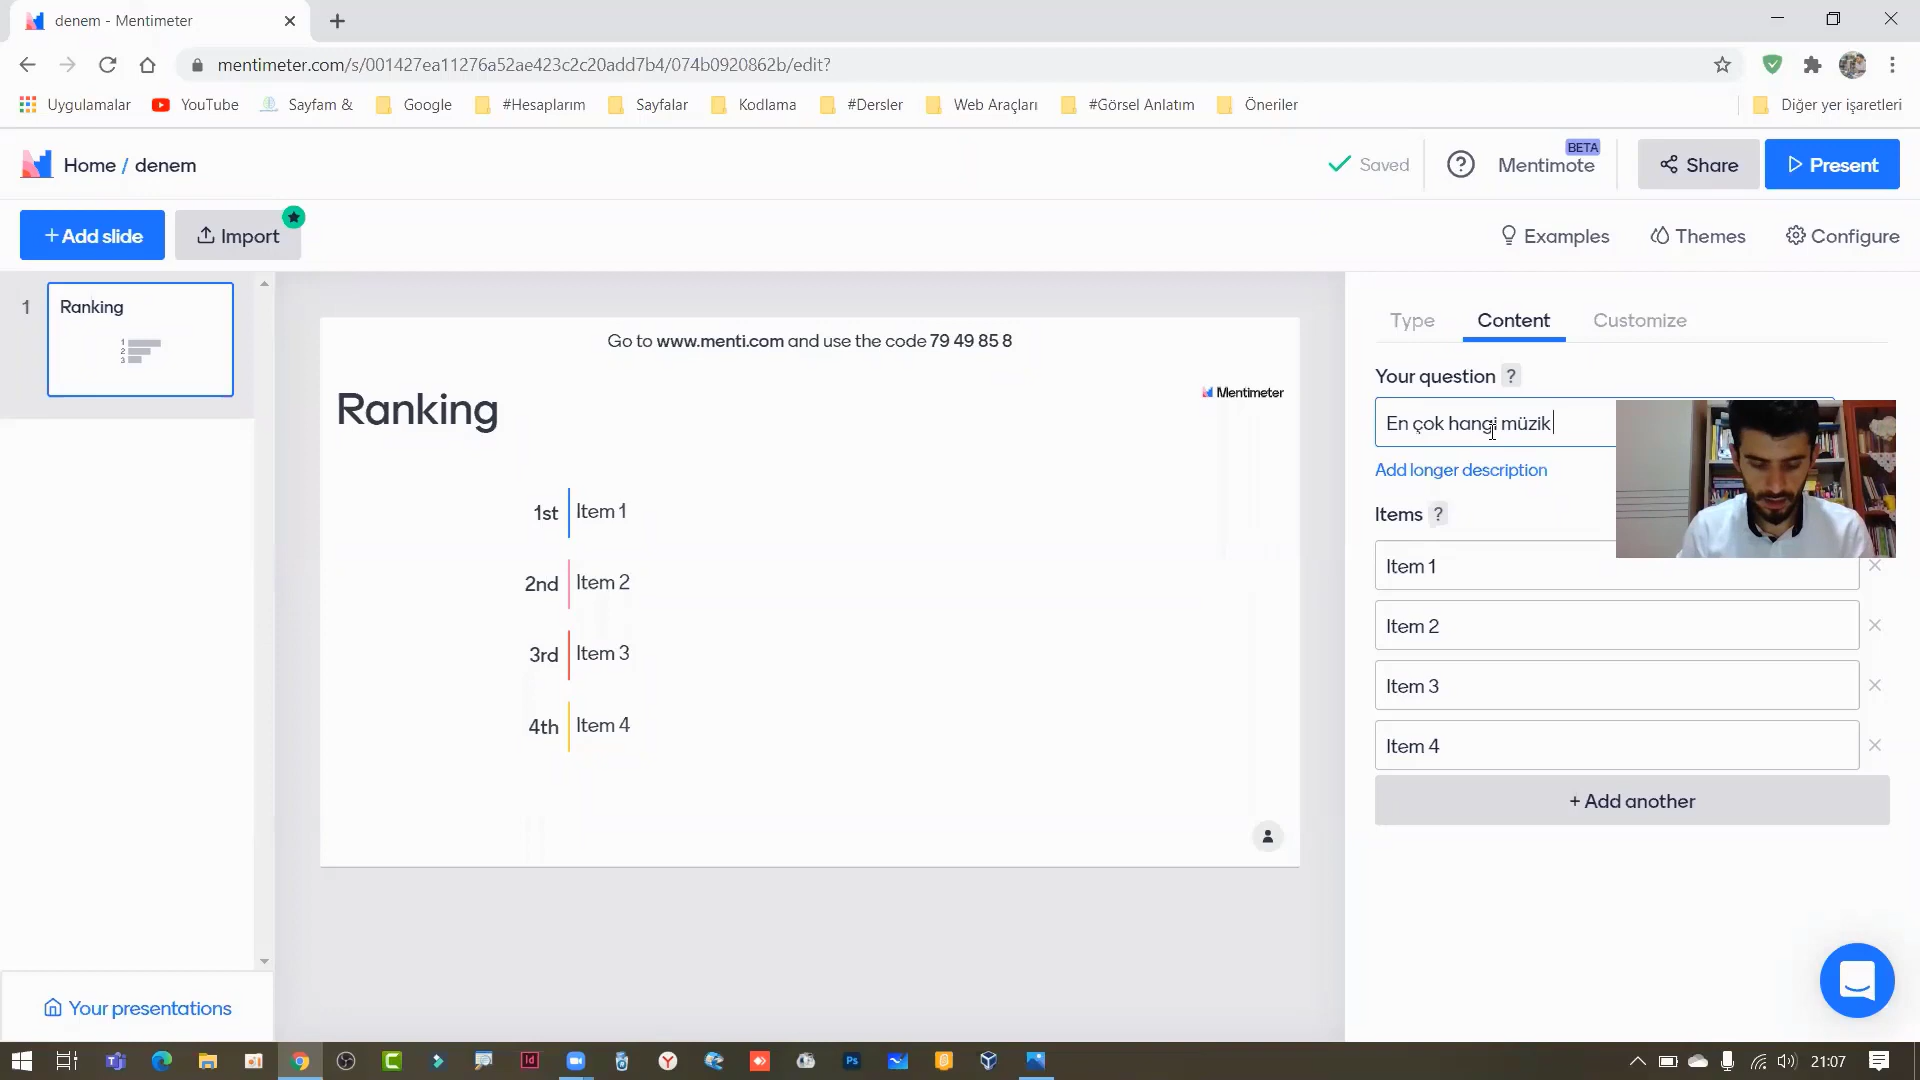 denem - Mentimeter
mentimeter.com/s/001427ea11276a52ae423c2c20add7b4/074b0920862b/edit?
Uygulamalar YouTube Sayfam & Google #Hesaplarım Sayfalar Kodlama #Dersler Web Araçları #Görsel Anlatım Öneriler Diğer yer işaretleri
Home / denem Saved Mentimote BETA Share Present
+ Add slide Import Examples Themes Configure
1 Ranking
1
2
3
Go to www.menti.com and use the code 79 49 85 8
Ranking
Mentimeter
1st Item 1
2nd Item 2
3rd Item 3
4th Item 4
Type Content Customize
Your question ?
En çok hangi müzik
Add longer description
Items ?
Item 1
Item 2
Item 3
Item 4
+ Add another
Your presentations
21:07